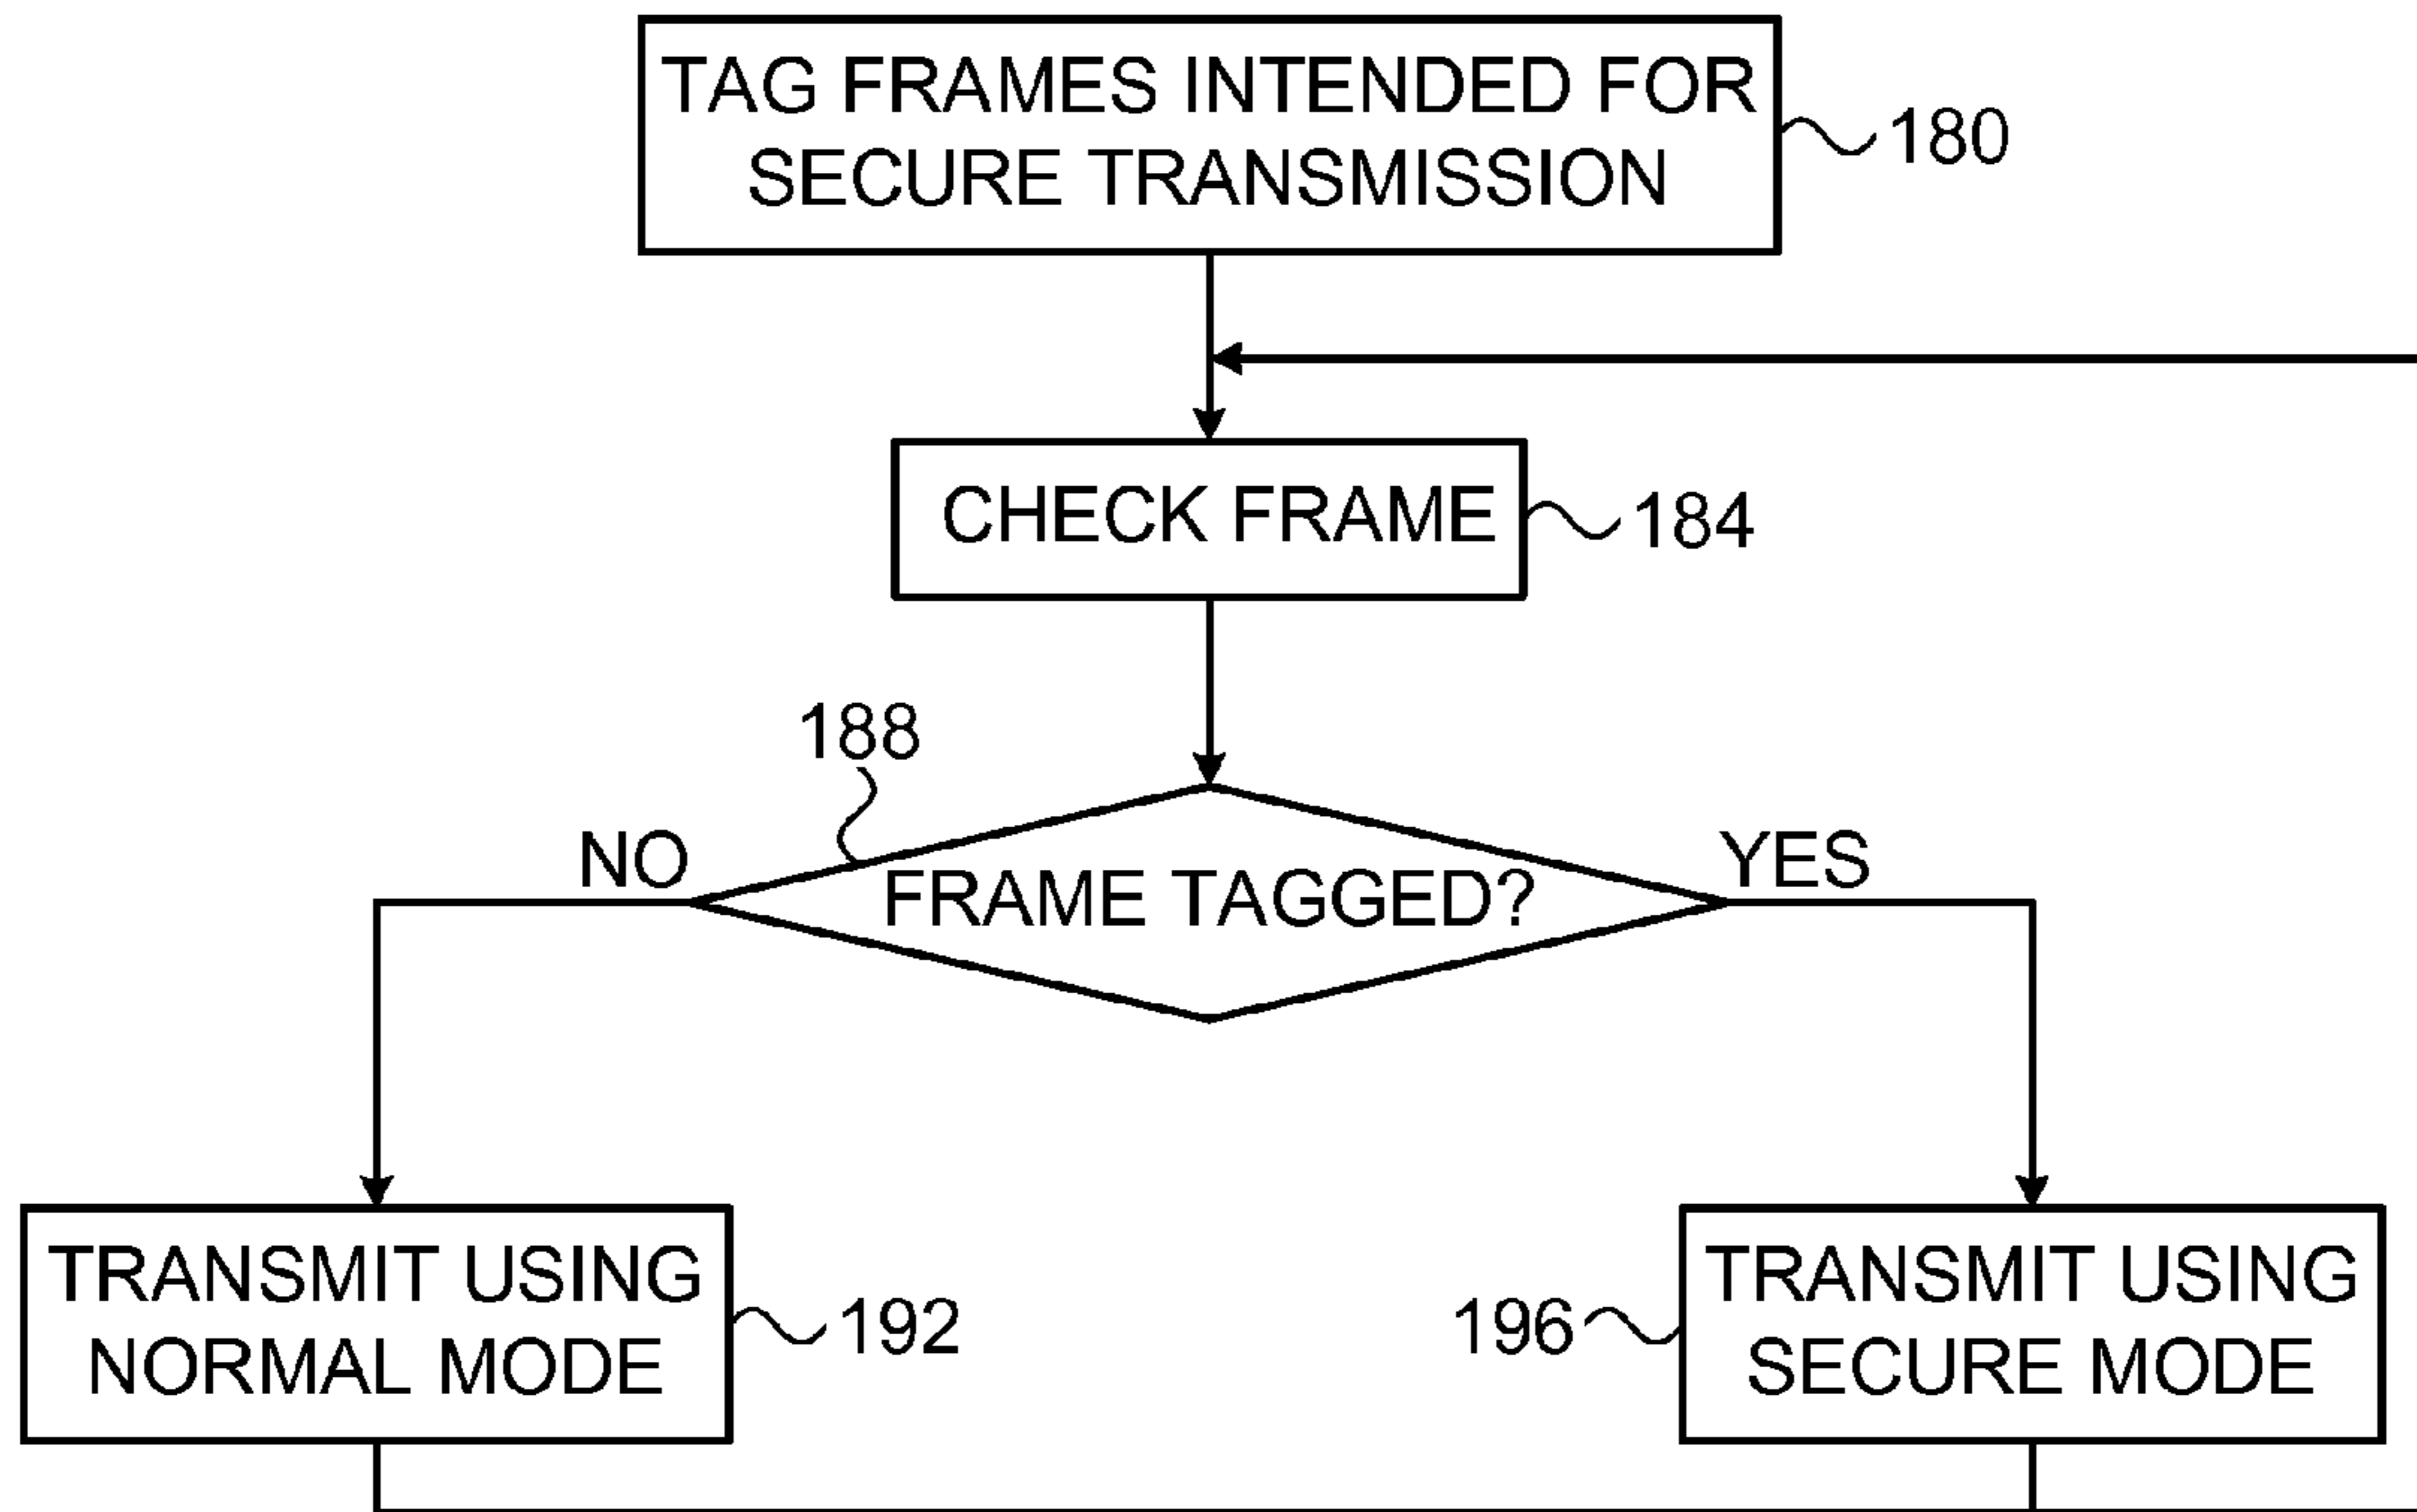 TAG FRAMES INTENDED FOR
SECURE TRANSMISSION
180
CHECK FRAME
184
188
NO
FRAME TAGGED?
YES
TRANSMIT USING
NORMAL MODE
192
196
TRANSMIT USING
SECURE MODE